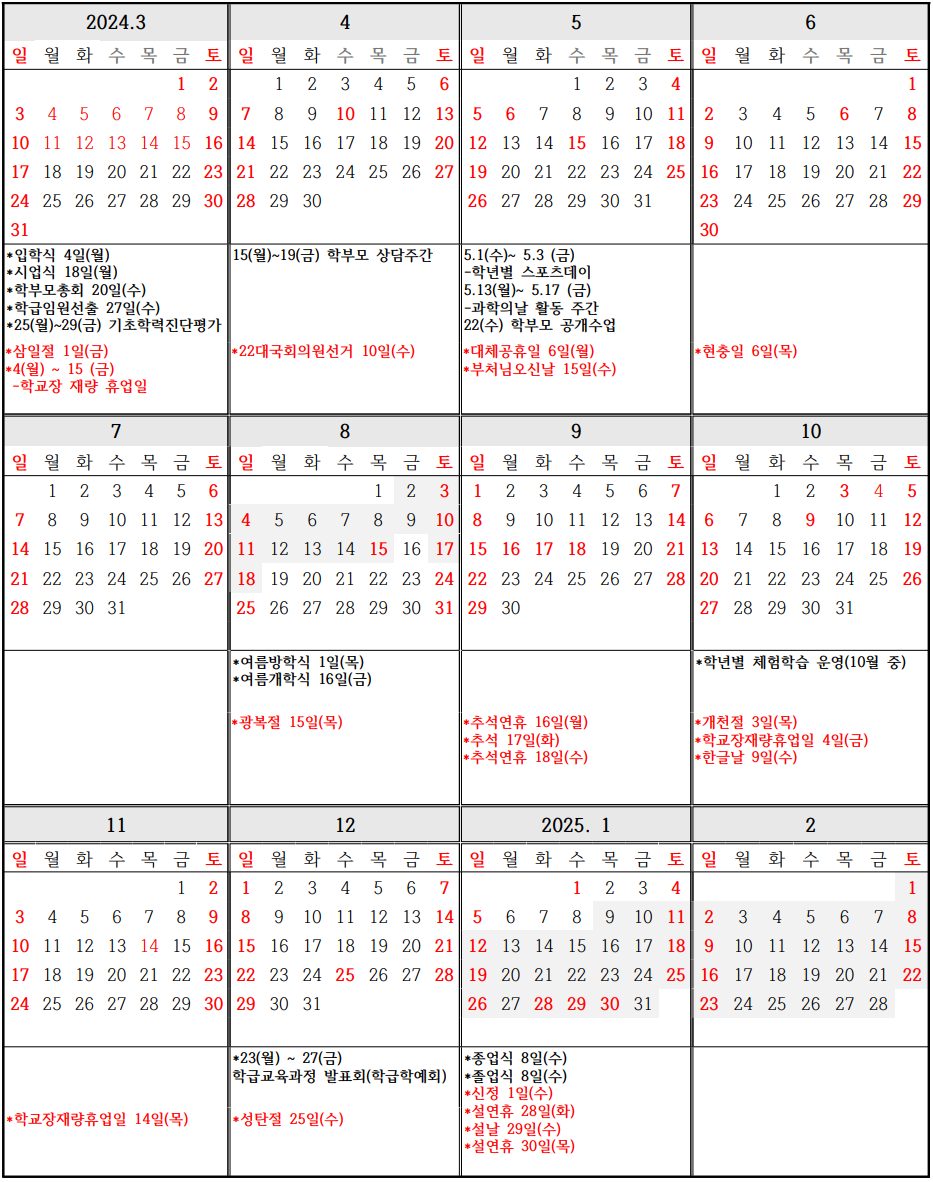 2024.3
일 월 화 수 목 금 토
1 2
3 4 5 6 7 8 9
10 11 12 13 14 15 16
17 18 19 20 21 22 23
24 25 26 27 28 29 30
31
*입학식 4일(월)
*시업식 18일(월)
*학부모총회 20일(수)
*학급임원선출 27일(수)
*25(월)~29(금) 기초학력진단평가
*삼일절 1일(금)
*4(월) ~ 15 (금)
-학교장 재량 휴업일
4
일 월 화 수 목 금 토
1 2 3 4 5 6
7 8 9 10 11 12 13
14 15 16 17 18 19 20
21 22 23 24 25 26 27
28 29 30
15(월)~19(금) 학부모 상담주간
*22대국회의원선거 10일(수)
5
일 월 화 수 목 금 토
1 2 3 4
5 6 7 8 9 10 11
12 13 14 15 16 17 18
19 20 21 22 23 24 25
26 27 28 29 30 31
5.1(수)~ 5.3 (금)
-학년별 스포츠데이
5.13(월)~ 5.17 (금)
-과학의날 활동 주간
22(수) 학부모 공개수업
*대체공휴일 6일(월)
*부처님오신날 15일(수)
6
일 월 화 수 목 금 토
1
2 3 4 5 6 7 8
9 10 11 12 13 14 15
16 17 18 19 20 21 22
23 24 25 26 27 28 29
30
*현충일 6일(목)
7
일 월 화 수 목 금 토
1 2 3 4 5 6
7 8 9 10 11 12 13
14 15 16 17 18 19 20
21 22 23 24 25 26 27
28 29 30 31
8
일 월 화 수 목 금 토
1 2 3
4 5 6 7 8 9 10
11 12 13 14 15 16 17
18 19 20 21 22 23 24
25 26 27 28 29 30 31
*여름방학식 1일(목)
*여름개학식 16일(금)
*광복절 15일(목)
9
일 월 화 수 목 금 토
1 2 3 4 5 6 7
8 9 10 11 12 13 14
15 16 17 18 19 20 21
22 23 24 25 26 27 28
29 30
*추석연휴 16일(월)
*추석 17일(화)
*추석연휴 18일(수)
10
일 월 화 수 목 금 토
1 2 3 4 5
6 7 8 9 10 11 12
13 14 15 16 17 18 19
20 21 22 23 24 25 26
27 28 29 30 31
*학년별 체험학습 운영(10월 중)
*개천절 3일(목)
*학교장재량휴업일 4일(금)
*한글날 9일(수)
11
일 월 화 수 목 금 토
1 2
3 4 5 6 7 8 9
10 11 12 13 14 15 16
17 18 19 20 21 22 23
24 25 26 27 28 29 30
*학교장재량휴업일 14일(목)
12
일 월 화 수 목 금 토
1 2 3 4 5 6 7
8 9 10 11 12 13 14
15 16 17 18 19 20 21
22 23 24 25 26 27 28
29 30 31
*23(월) ~ 27(금)
학급교육과정 발표회(학급학예회)
*성탄절 25일(수)
2025. 1
일 월 화 수 목 금 토
1 2 3 4
5 6 7 8 9 10 11
12 13 14 15 16 17 18
19 20 21 22 23 24 25
26 27 28 29 30 31
*종업식 8일(수)
*졸업식 8일(수)
*신정 1일(수)
*설연휴 28일(화)
*설날 29일(수)
*설연휴 30일(목)
2
일 월 화 수 목 금 토
1
2 3 4 5 6 7 8
9 10 11 12 13 14 15
16 17 18 19 20 21 22
23 24 25 26 27 28